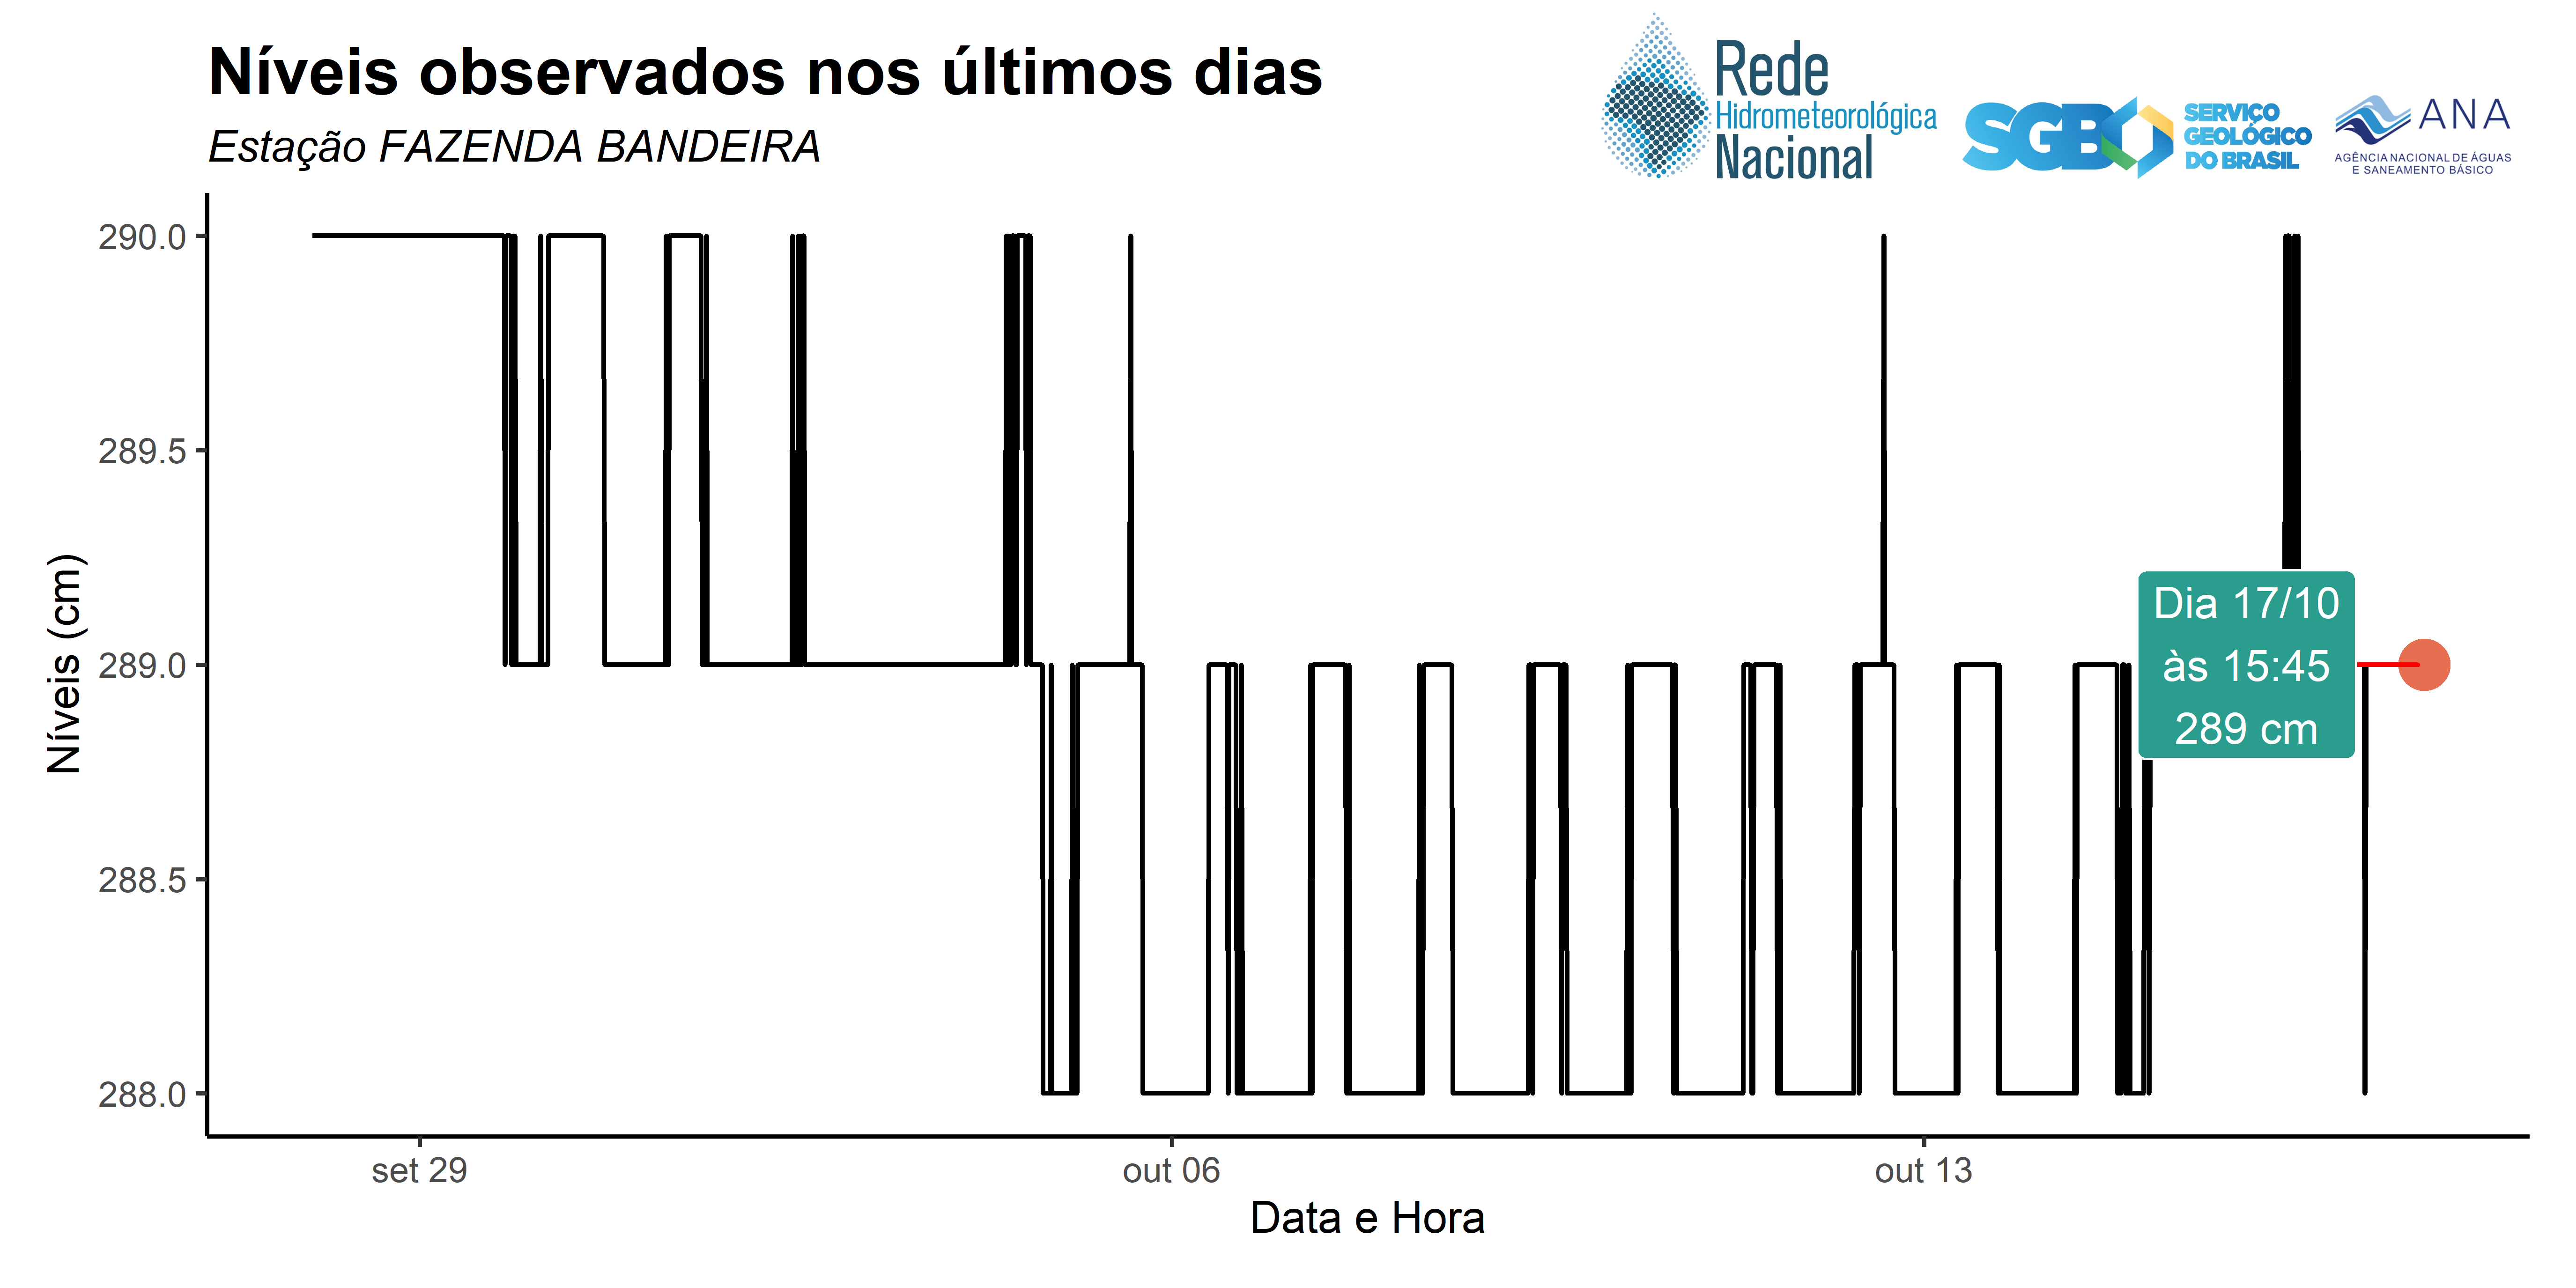 Níveis observados nos últimos dias
Estação FAZENDA BANDEIRA
Rede
Hidrometeorológica
Nacional
SGB
SERVIÇO
GEOLÓGICO
DO BRASIL
ANA
AGÊNCIA NACIONAL DE ÁGUAS
E SANEAMENTO BÁSICO
Níveis (cm)
290.0
289.5
289.0
288.5
288.0
Dia 17/10
às 15:45
289 cm
set 29
out 06
out 13
Data e Hora